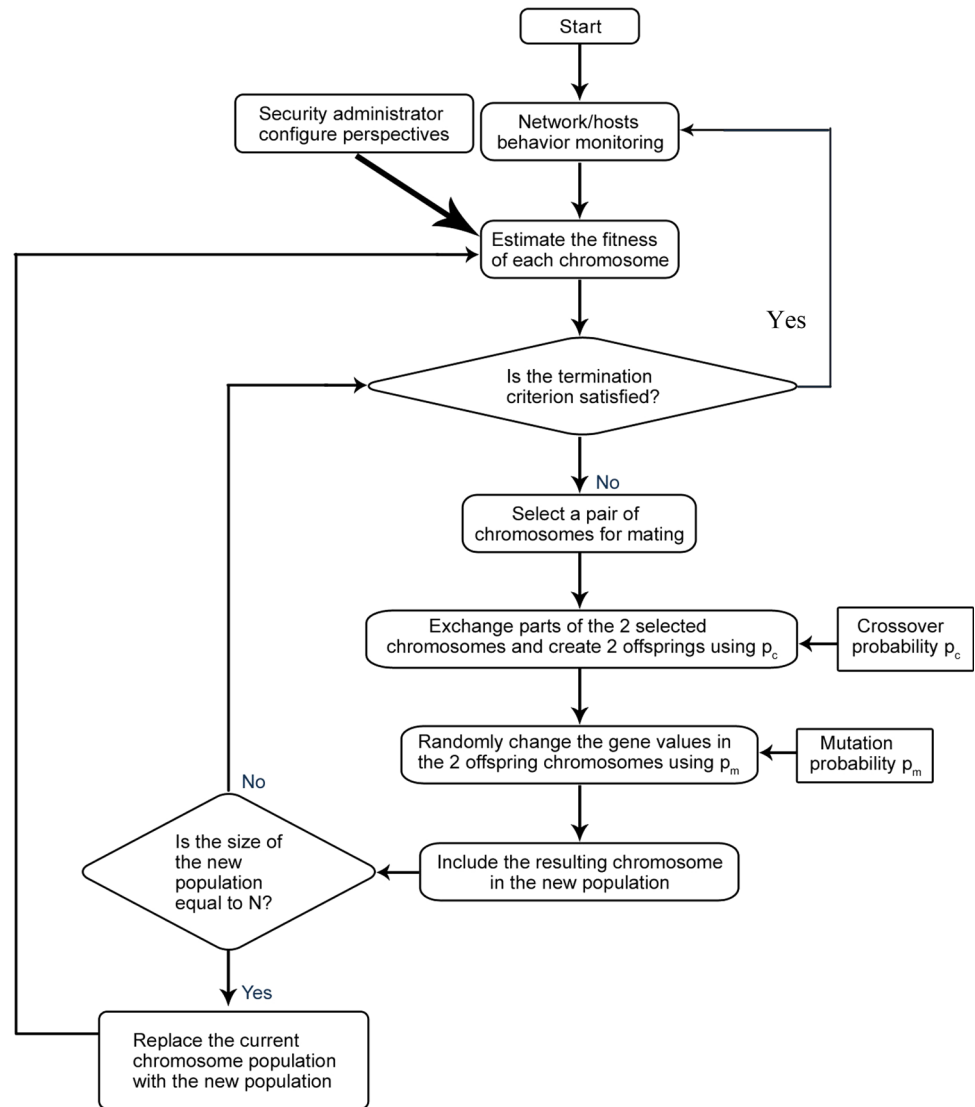 Start
Security administrator
configure perspectives
Network/hosts
behavior monitoring
Estimate the fitness
of each chromosome
Yes
Is the termination
criterion satisfied?
No
Select a pair of
chromosomes for mating
Exchange parts of the 2 selected
chromosomes and create 2 offsprings using pc
Crossover
probability pc
Randomly change the gene values in
the 2 offspring chromosomes using pm
Mutation
probability pm
Include the resulting chromosome
in the new population
No
Is the size of
the new
population
equal to N?
Yes
Replace the current
chromosome population
with the new population